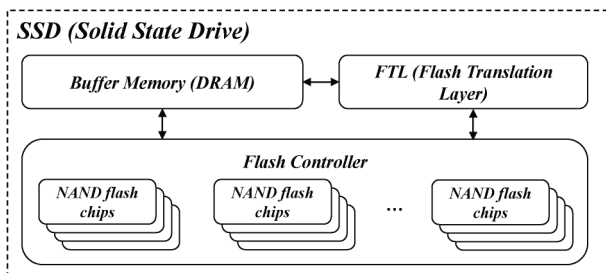 SSD (Solid State Drive)
Buffer Memory (DRAM)
FTL (Flash Translation
Layer)
Flash Controller
NAND flash
chips
NAND flash
chips
...
NAND flash
chips